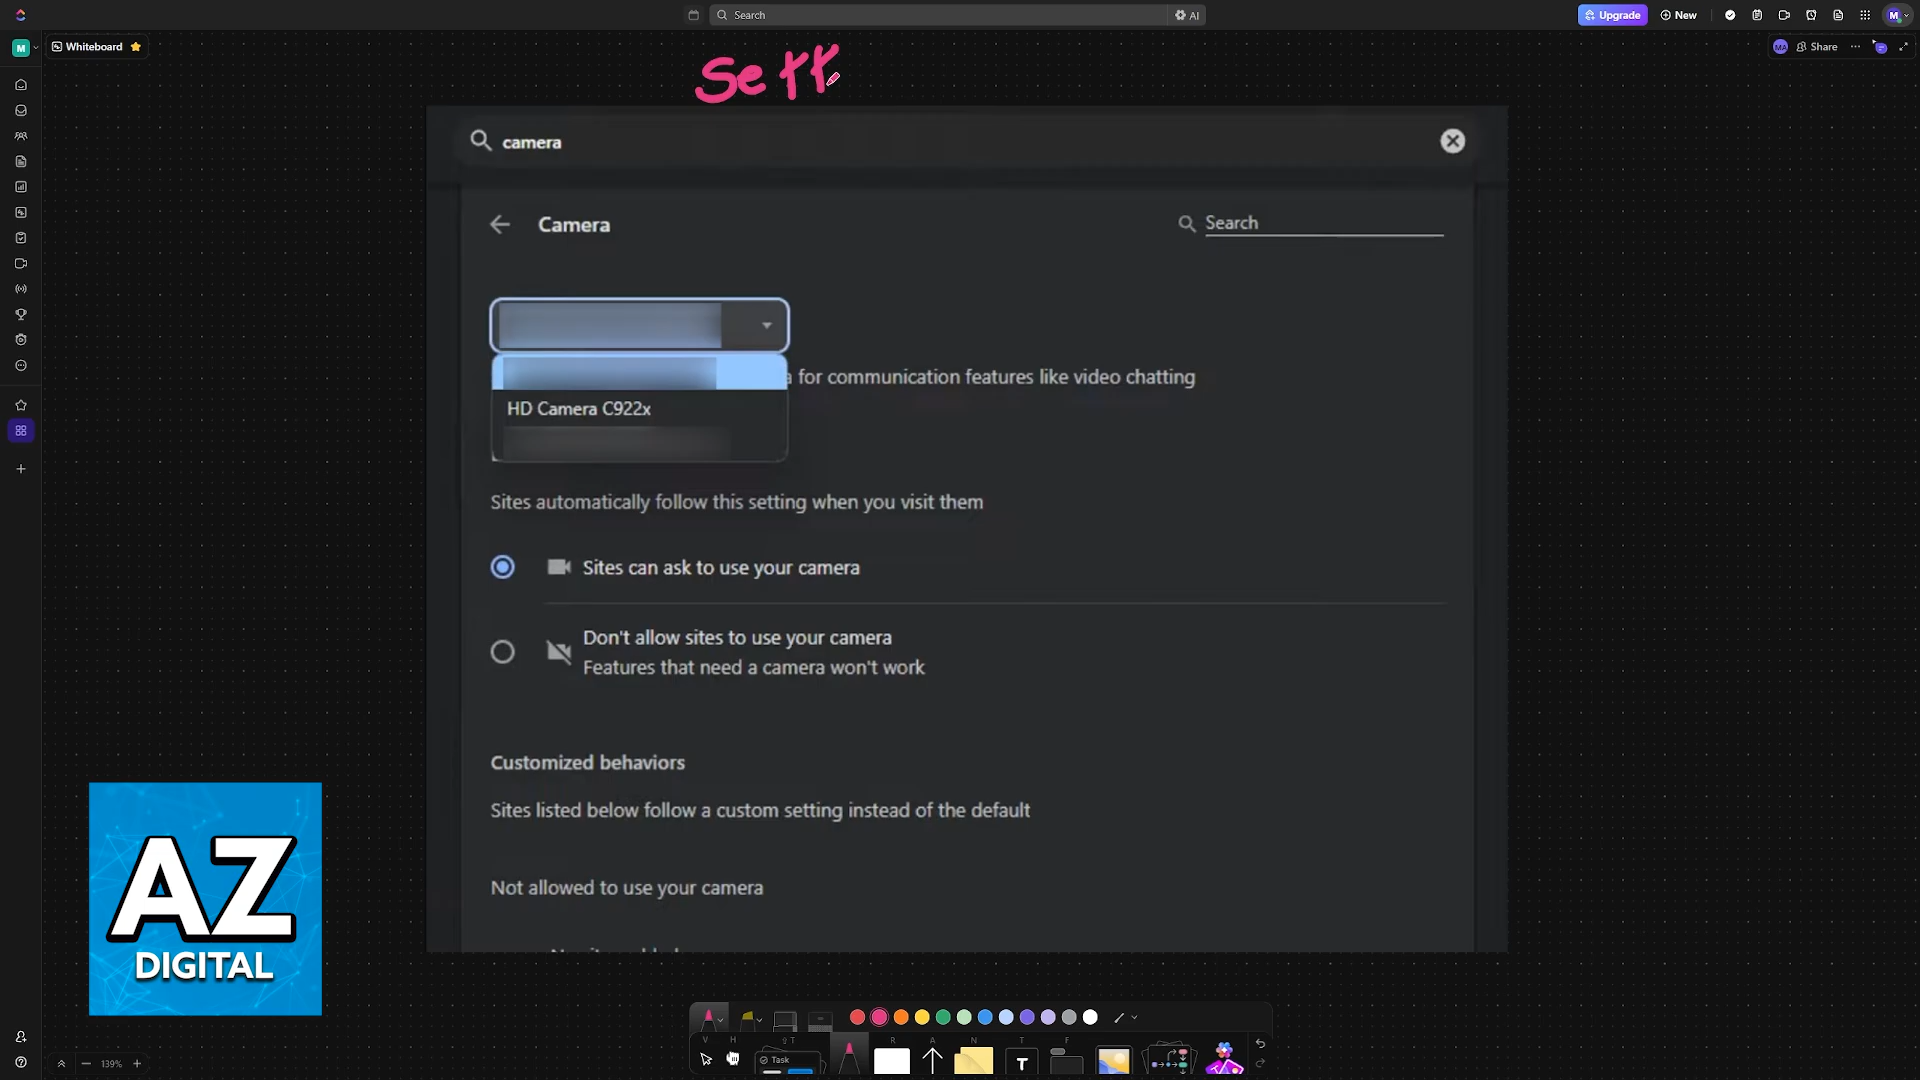 Search
AI
Upgrade
New
M
M
Whiteboard
MA
Share
Sett
camera
Camera
Search
for communication features like video chatting
HD Camera C922x
Sites automatically follow this setting when you visit them
Sites can ask to use your camera
Don't allow sites to use your camera
Features that need a camera won't work
Customized behaviors
Sites listed below follow a custom setting instead of the default
Not allowed to use your camera
AZ
DIGITAL
V
H
T
R
A
N
T
F
Task
T
139%